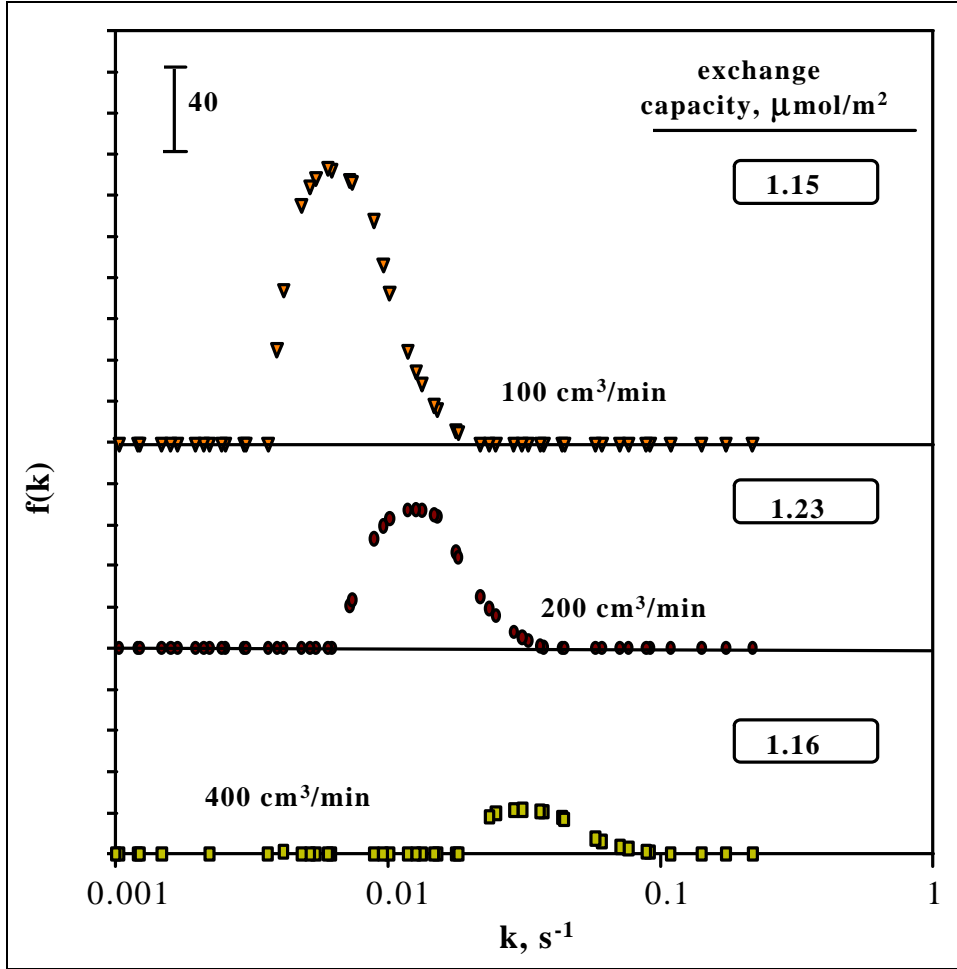 40
exchange
capacity, μmol/m²
1.15
100 cm³/min
f(k)
1.23
200 cm³/min
1.16
400 cm³/min
0.001
0.01
0.1
1
k, s⁻¹